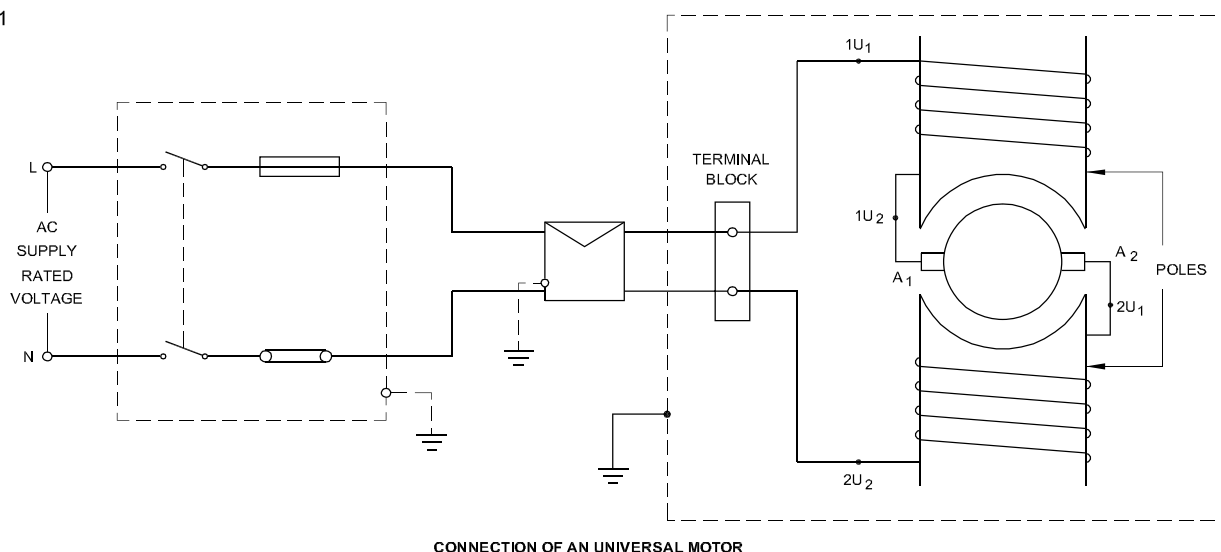 1
L
AC
SUPPLY
RATED
VOLTAGE
N
TERMINAL
BLOCK
1U1
1U2
A1
A2
2U1
POLES
2U2
CONNECTION OF AN UNIVERSAL MOTOR